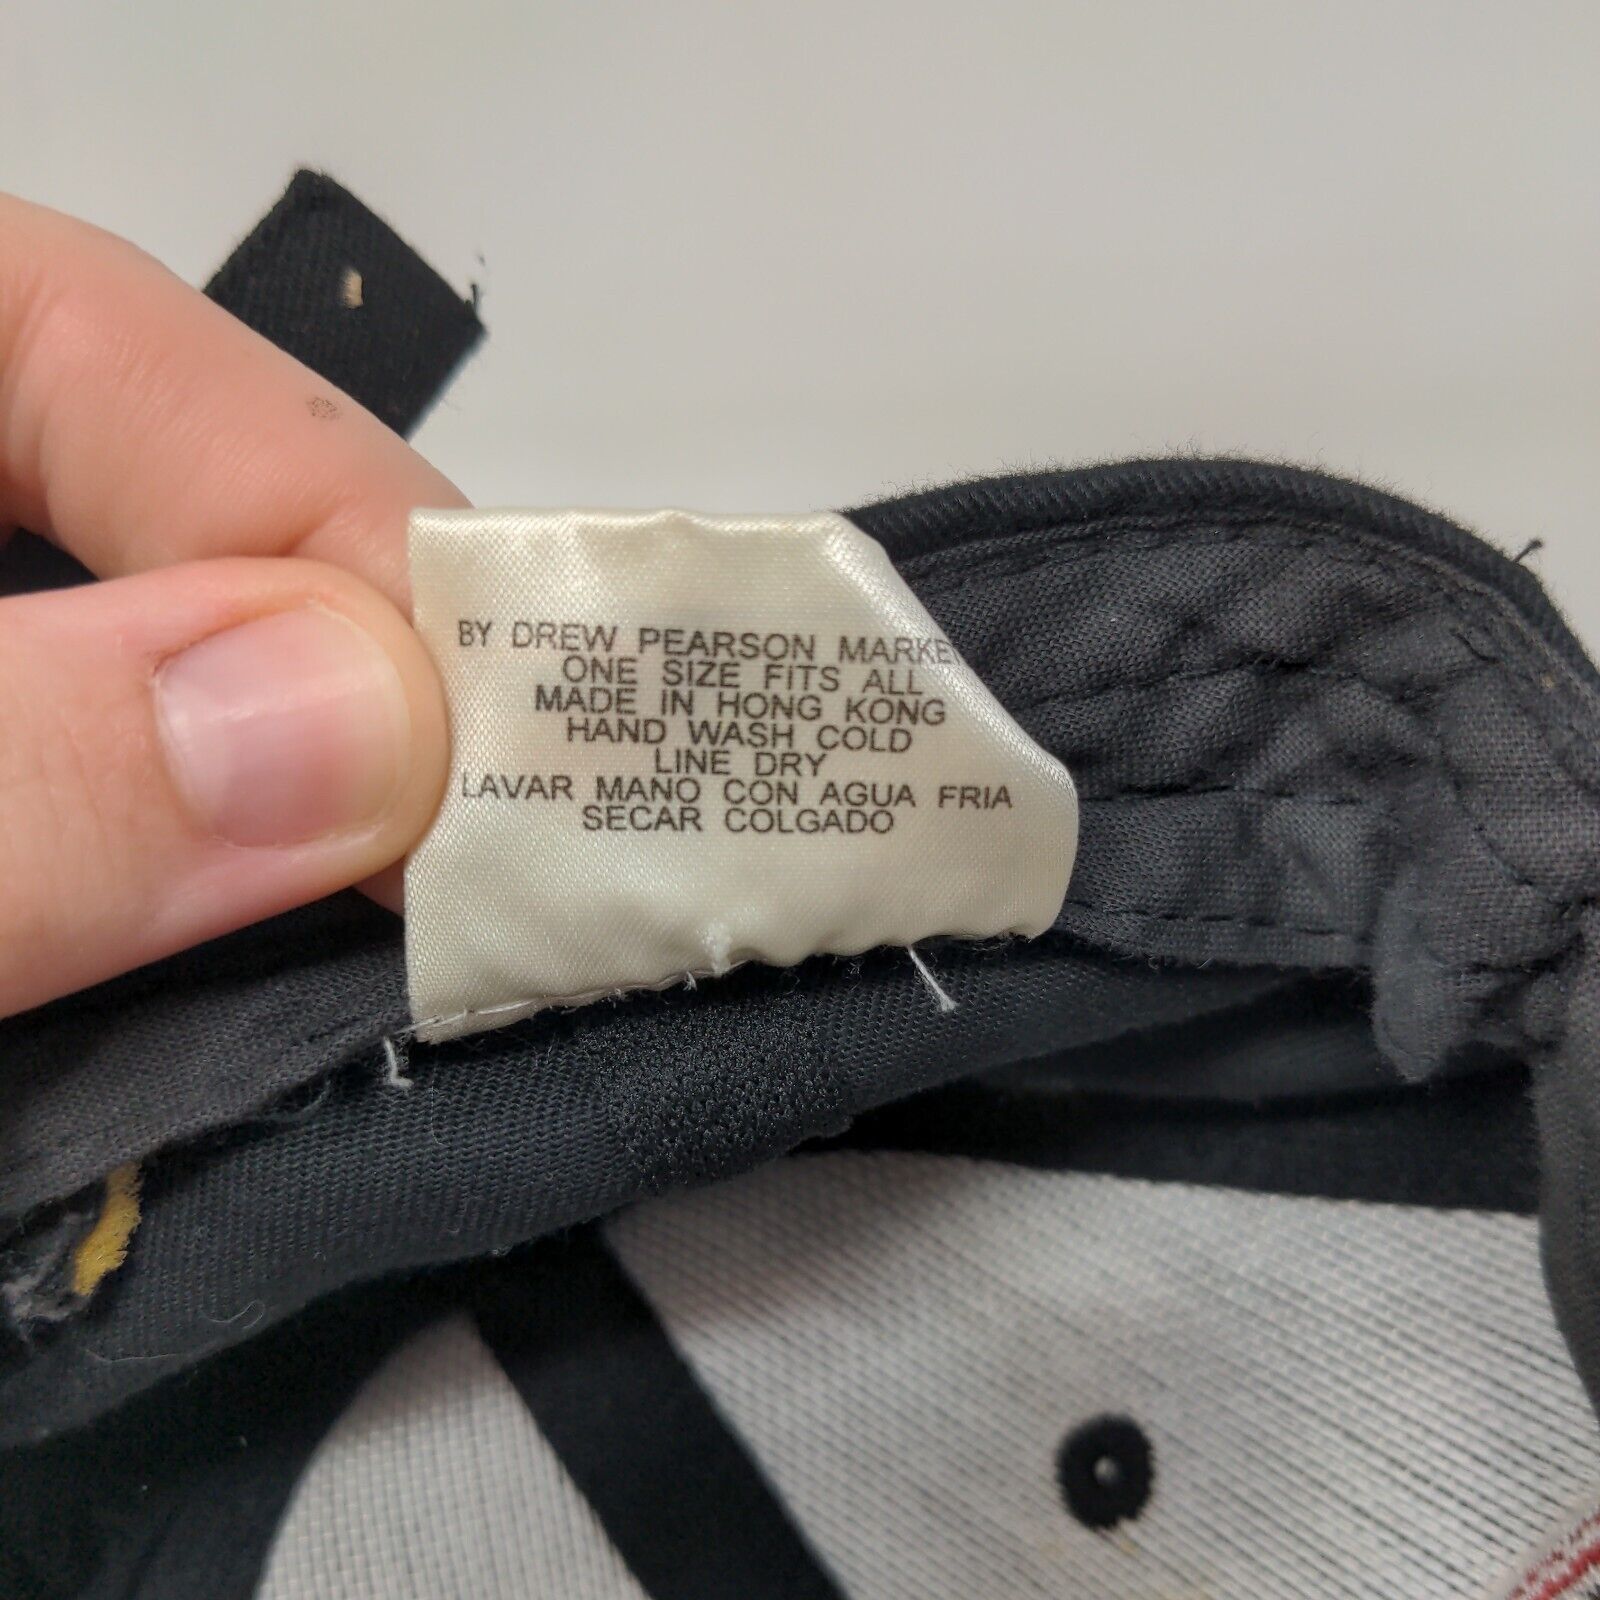 BY DREW PEARSON MARKE
ONE SIZE FITS ALL
MADE IN HONG KONG
HAND WASH COLD
LINE DRY
LAVAR MANO CON AGUA FRIA
SECAR COLGADO